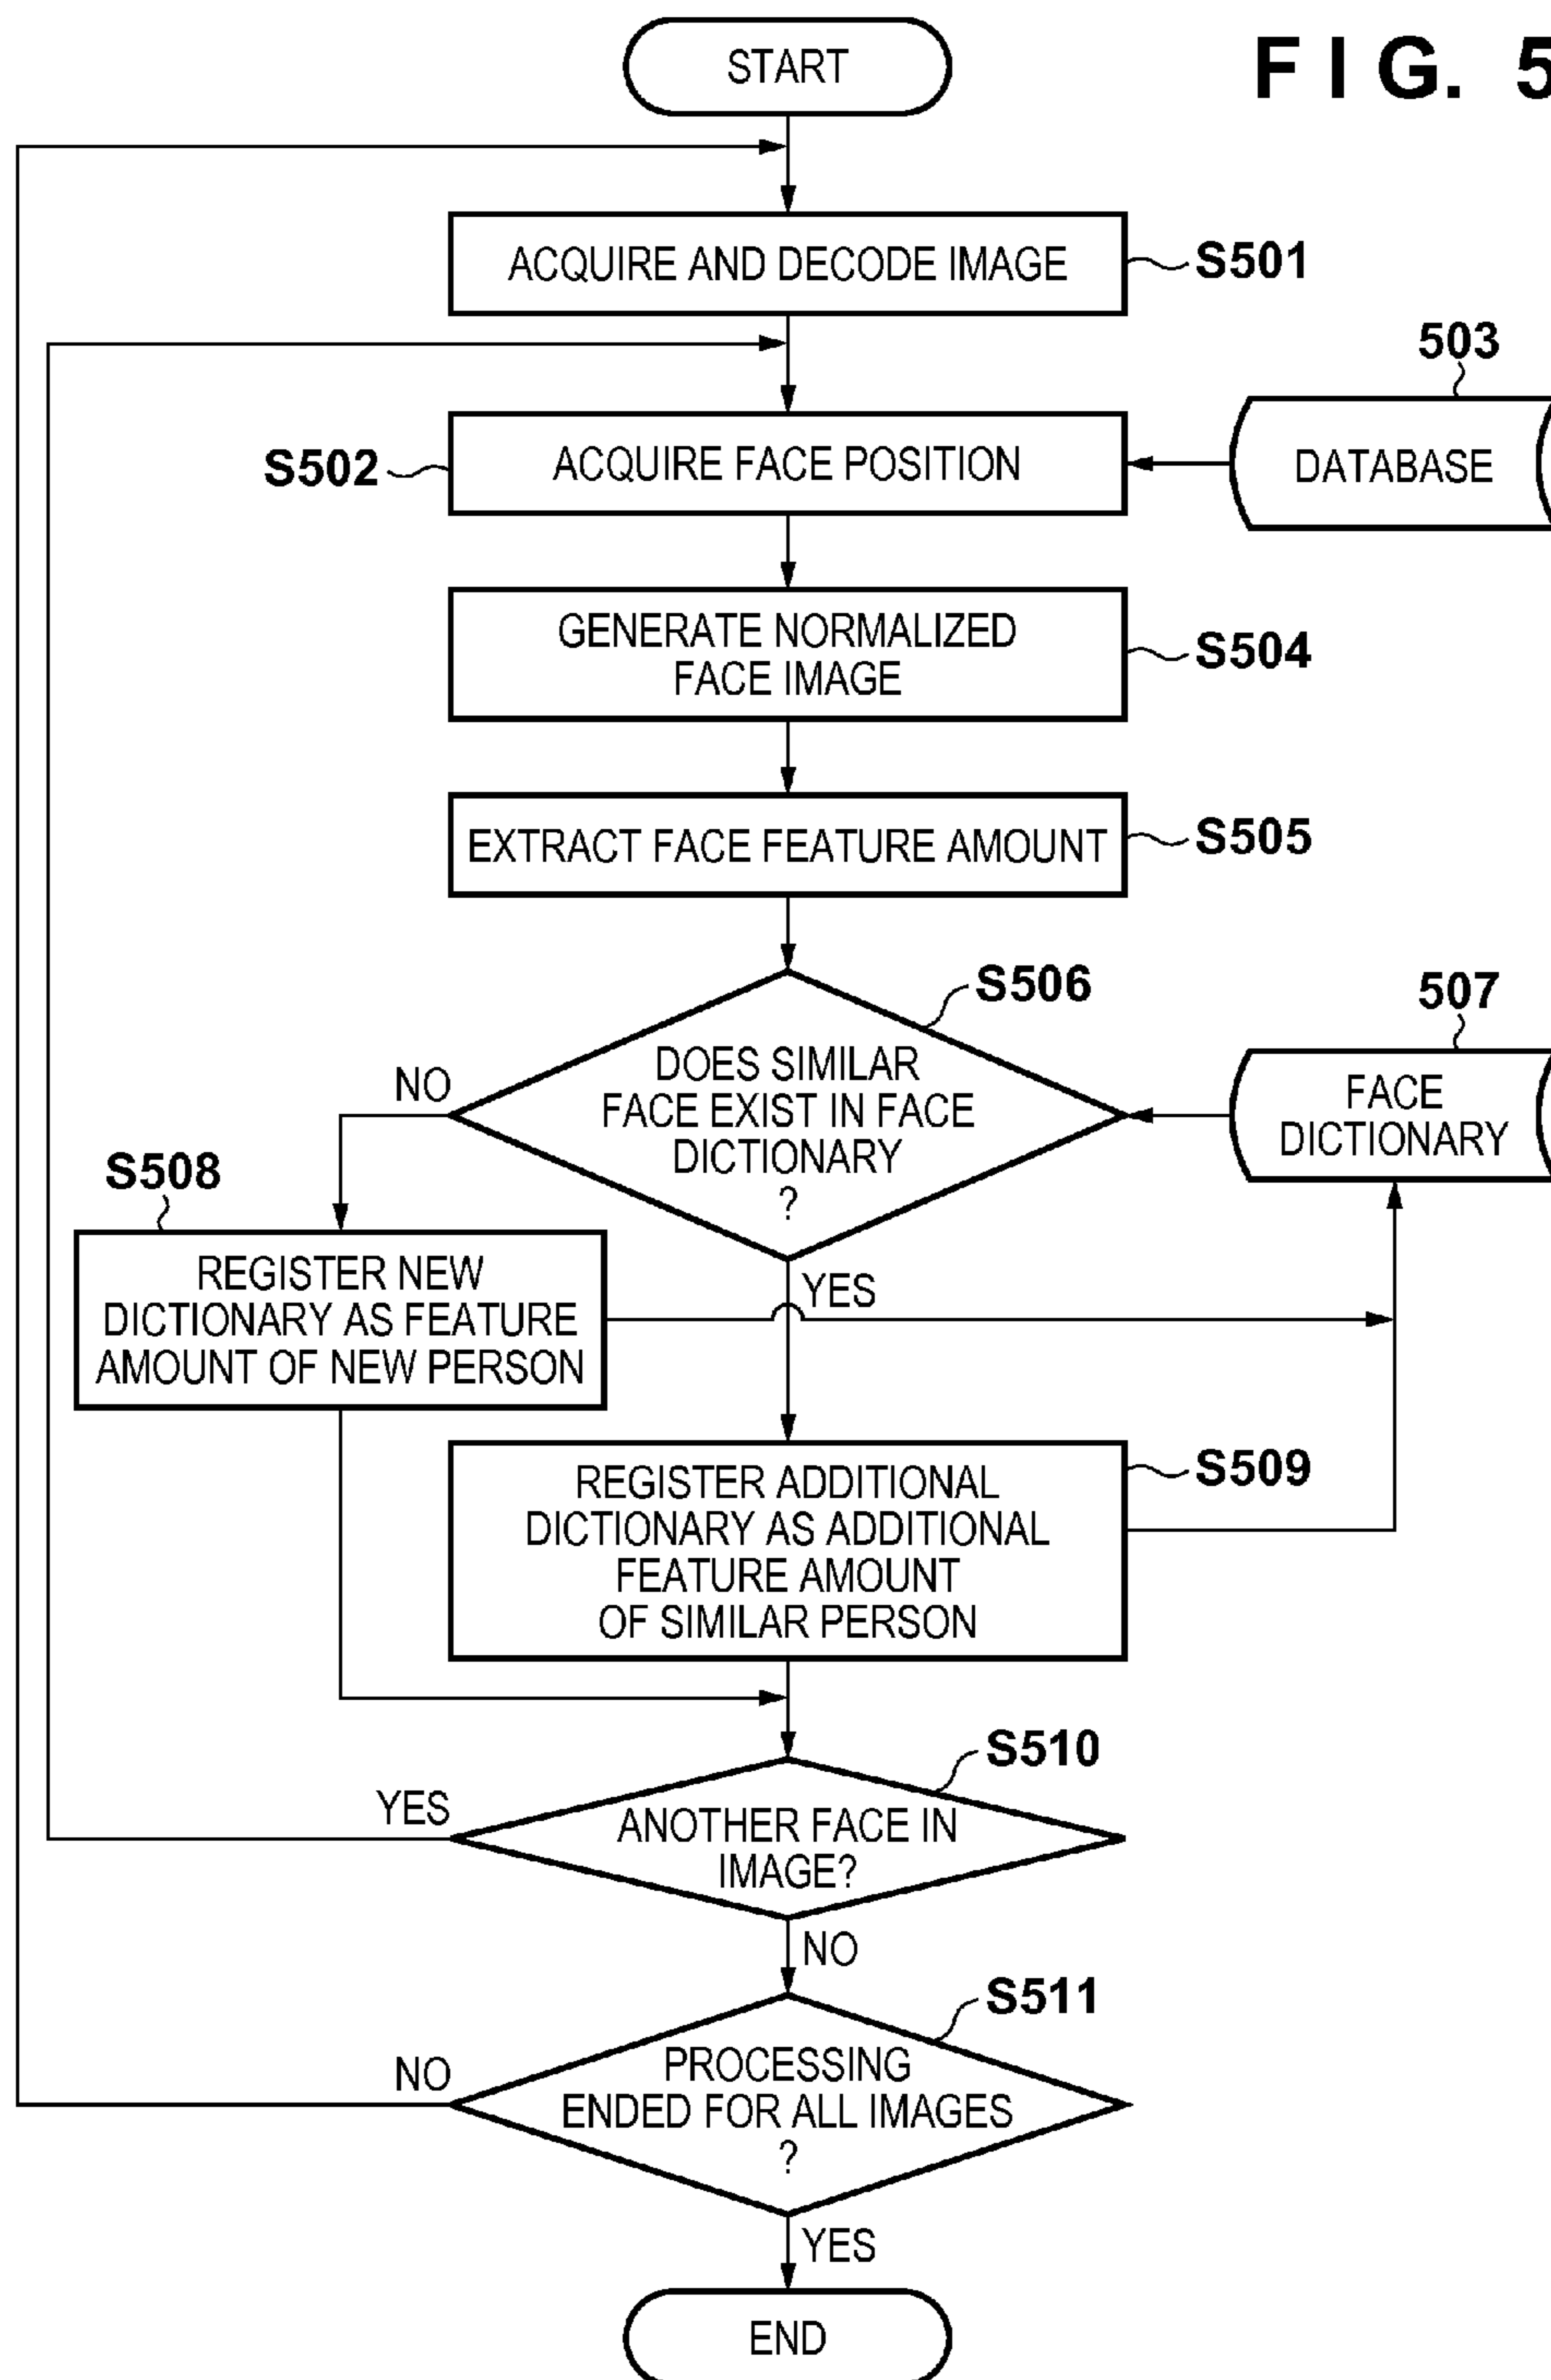 START
F I G. 5
ACQUIRE AND DECODE IMAGE
S501
503
S502
ACQUIRE FACE POSITION
DATABASE
GENERATE NORMALIZED
FACE IMAGE
S504
EXTRACT FACE FEATURE AMOUNT
S505
S506
507
NO
DOES SIMILAR
FACE EXIST IN FACE
DICTIONARY
?
FACE
DICTIONARY
S508
YES
REGISTER NEW
DICTIONARY AS FEATURE
AMOUNT OF NEW PERSON
REGISTER ADDITIONAL
DICTIONARY AS ADDITIONAL
FEATURE AMOUNT
OF SIMILAR PERSON
S509
S510
YES
ANOTHER FACE IN
IMAGE?
NO
S511
NO
PROCESSING
ENDED FOR ALL IMAGES
?
YES
END